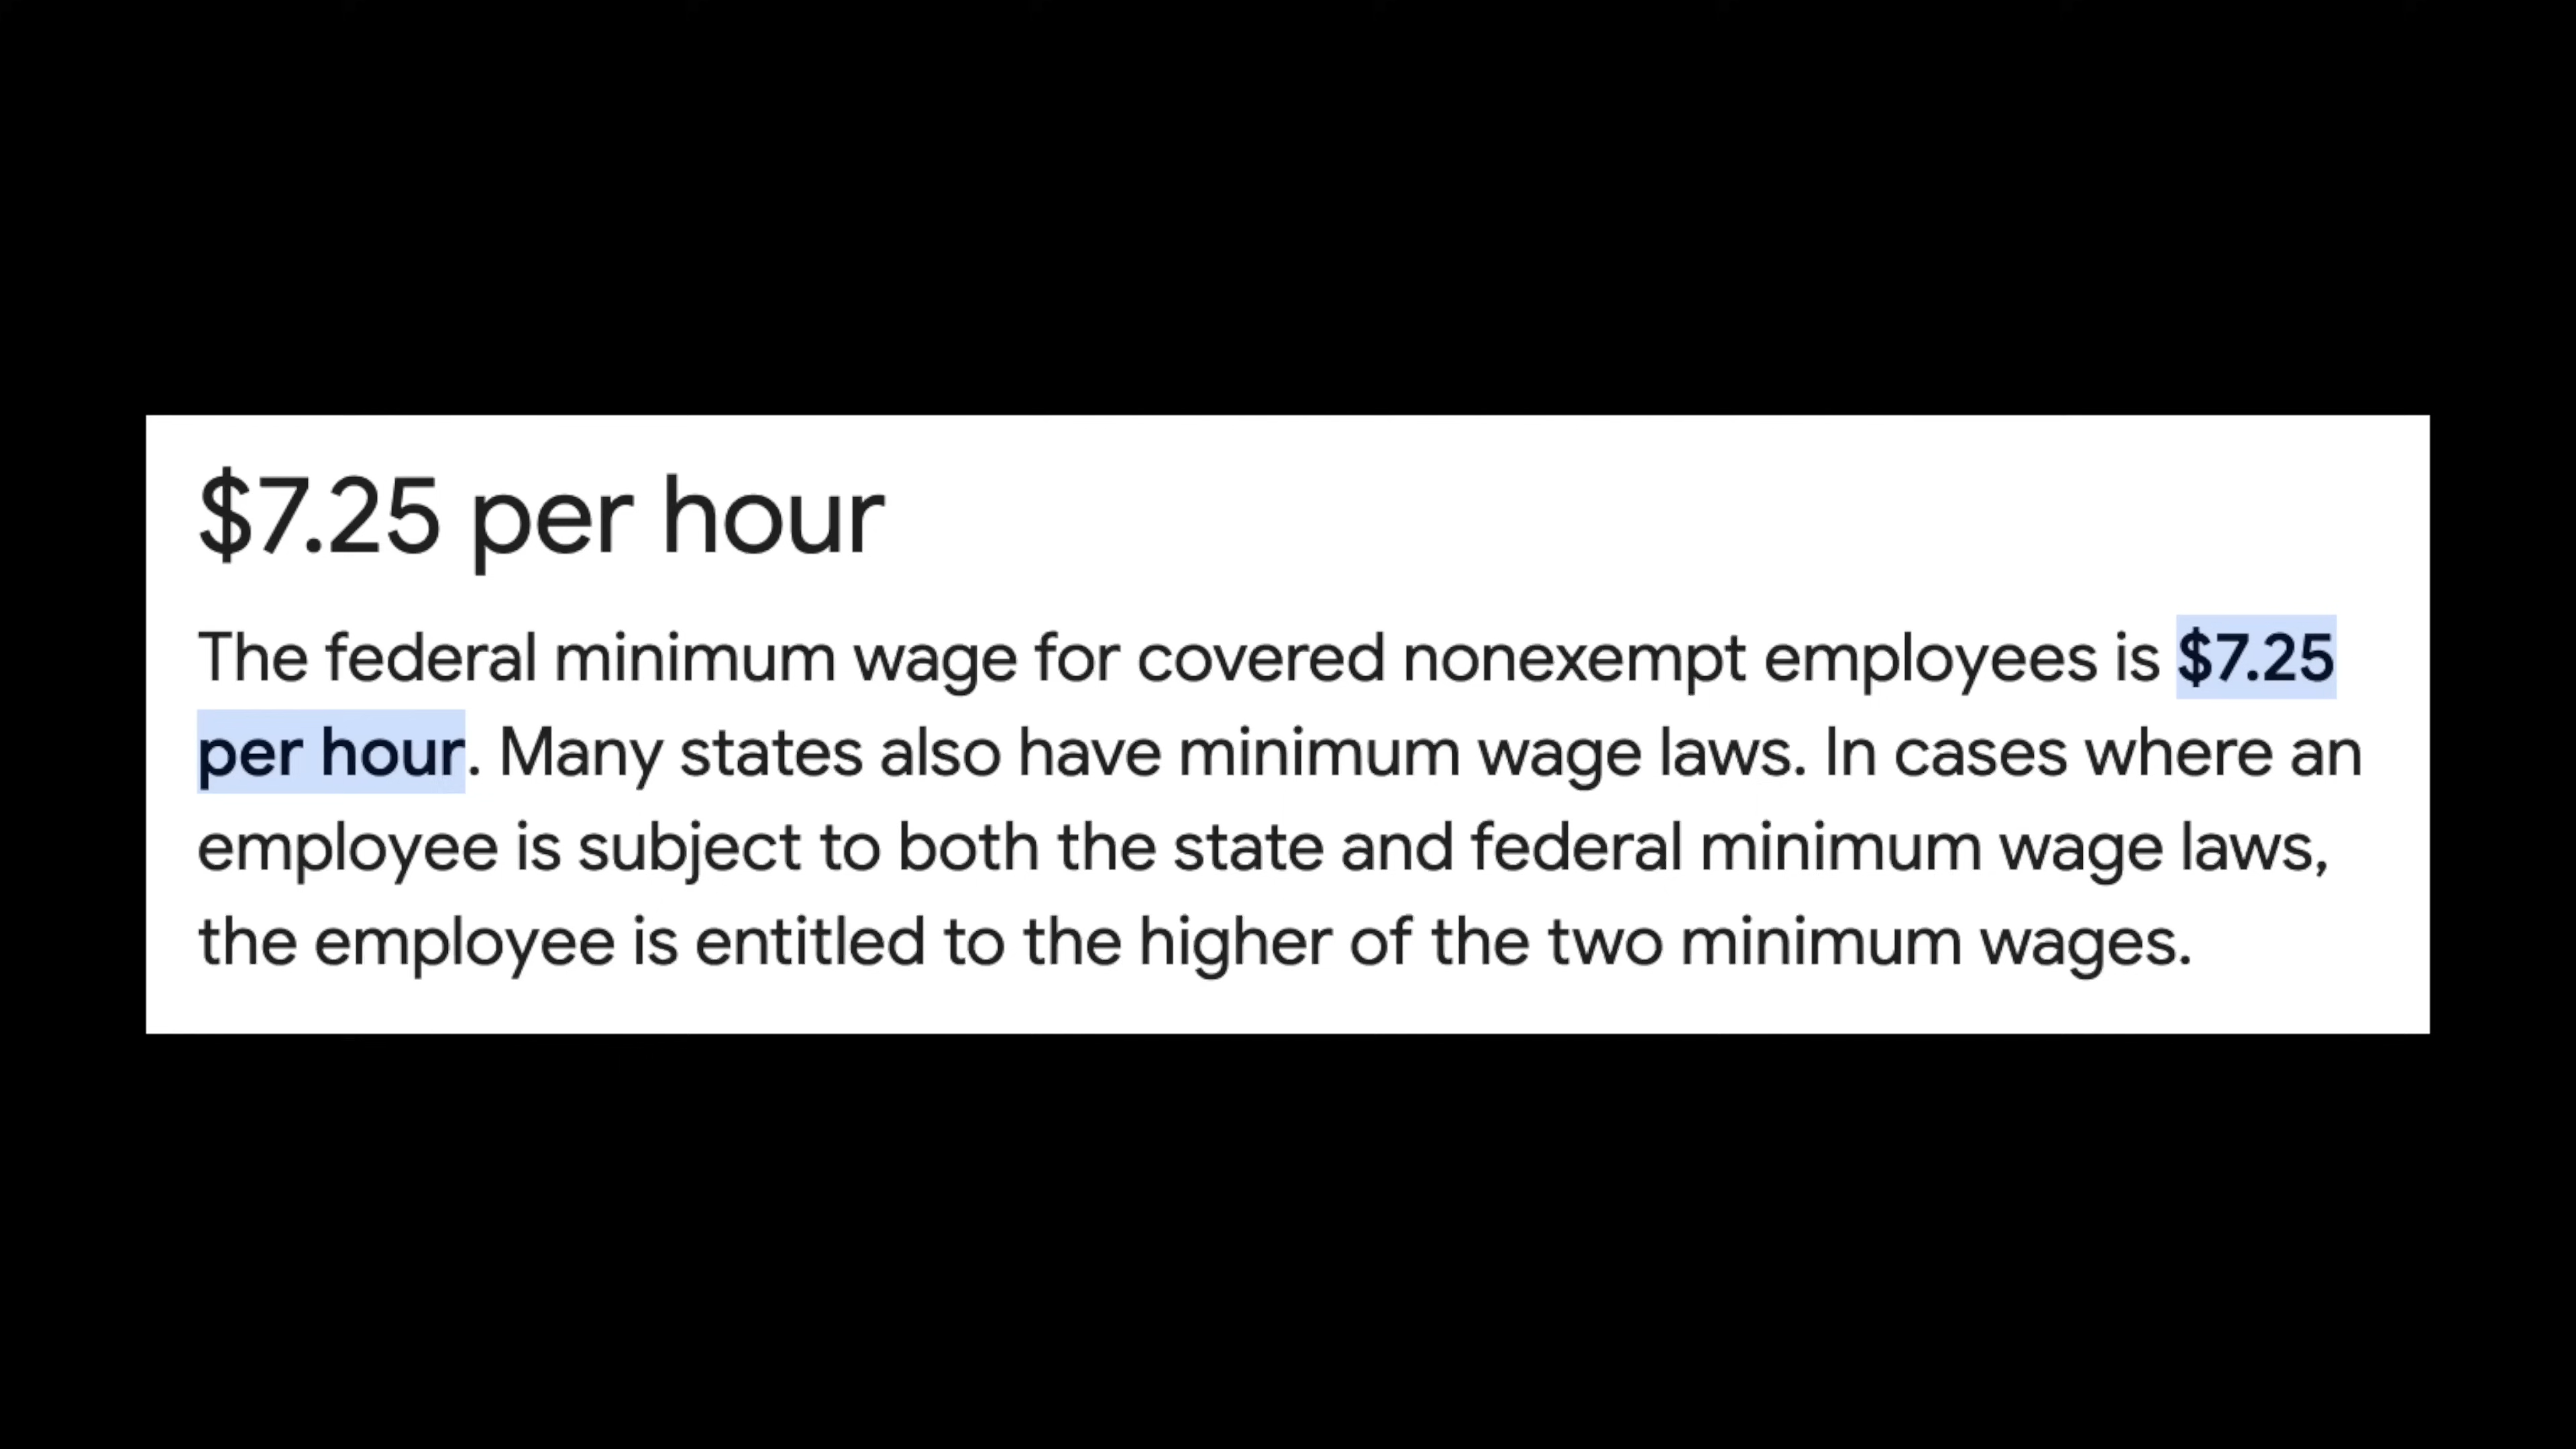 $7.25 per hour
The federal minimum wage for covered nonexempt employees is $7.25
per hour. Many states also have minimum wage laws. In cases where an
employee is subject to both the state and federal minimum wage laws,
the employee is entitled to the higher of the two minimum wages.